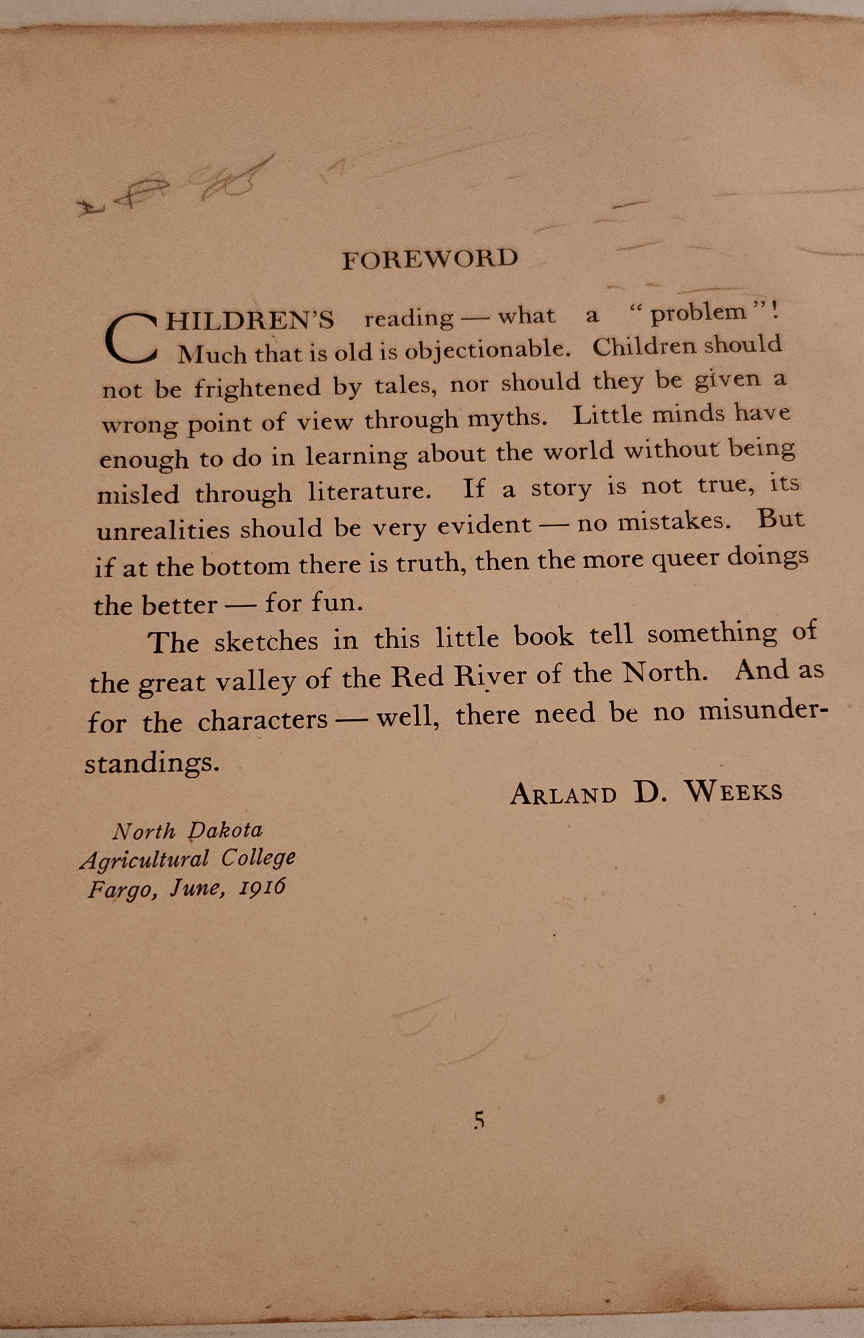 FOREWORD
CHILDREN'S reading — what a “problem”!
Much that is old is objectionable. Children should
not be frightened by tales, nor should they be given a
wrong point of view through myths. Little minds have
enough to do in learning about the world without being
misled through literature. If a story is not true, its
unrealities should be very evident — no mistakes. But
if at the bottom there is truth, then the more queer doings
the better — for fun.
The sketches in this little book tell something of
the great valley of the Red River of the North. And as
for the characters — well, there need be no misunder-
standings.
ARLAND D. WEEKS
North Dakota
Agricultural College
Fargo, June, 1916
5